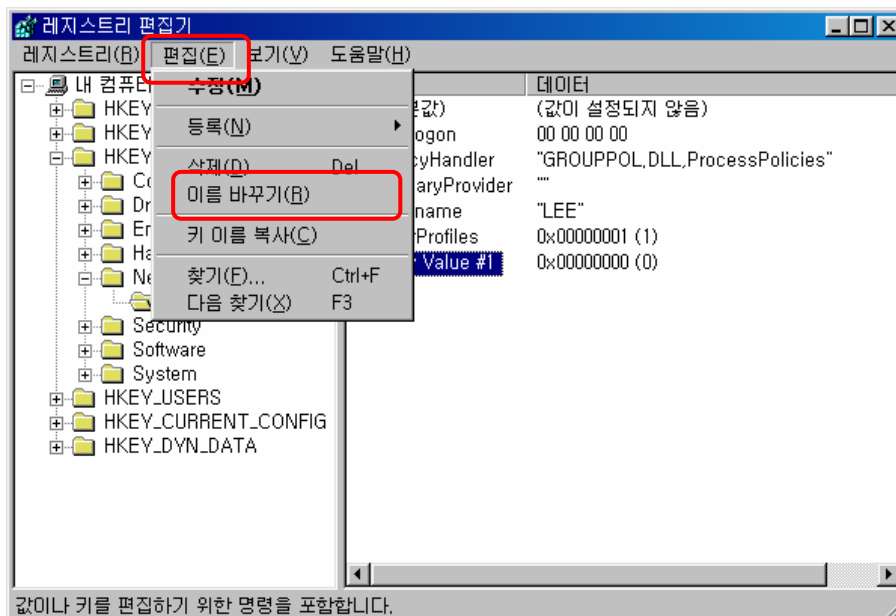 레지스트리 편집기
레지스트리(R) 편집(E) 보기(V) 도움말(H)
내 컴퓨터
HKEY
HKEY
HKEY
Security
Software
System
HKEY_USERS
HKEY_CURRENT_CONFIG
HKEY_DYN_DATA
수정(M)
등록(N)
삭제(D) Del
이름 바꾸기(R)
키 이름 복사(C)
찾기(F)... Ctrl+F
다음 찾기(X) F3
데이터
(값이 설정되지 않음)
ogon 00 00 00 00
cyHandler "GROUPPOL,DLL,ProcessPolicies"
aryProvider ""
name "LEE"
Profiles 0x00000001 (1)
Value #1 0x00000000 (0)
값이나 키를 편집하기 위한 명령을 포함합니다.